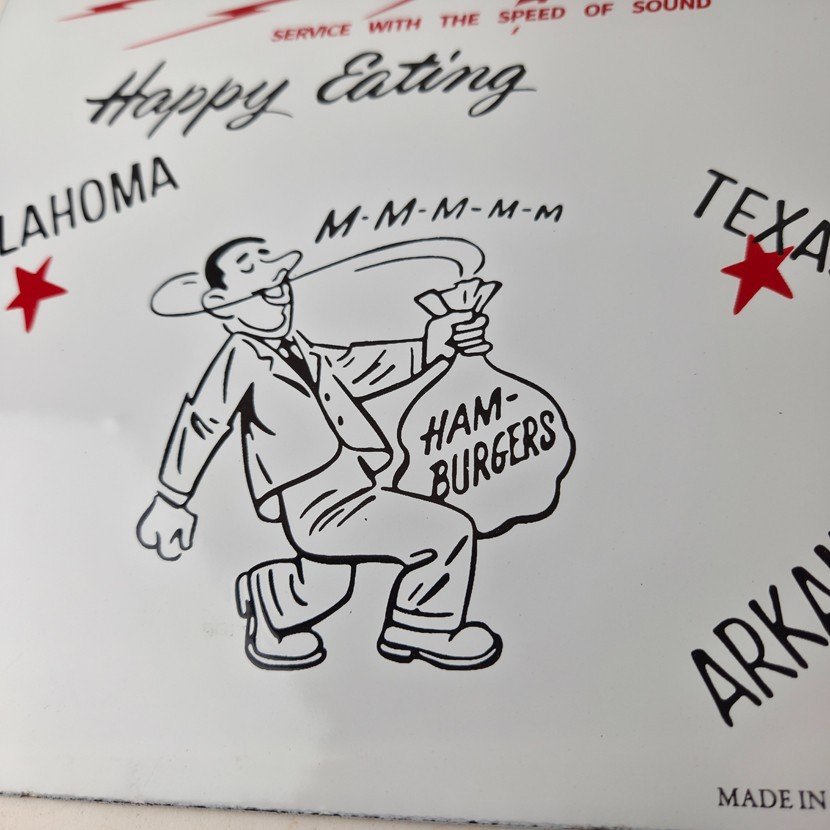 SERVICE WITH THE SPEED OF SOUND
Happy Eating
LAHOMA
TEXA
M-M-M-M-M
HAM-
BURGERS
ARKA
MADE IN